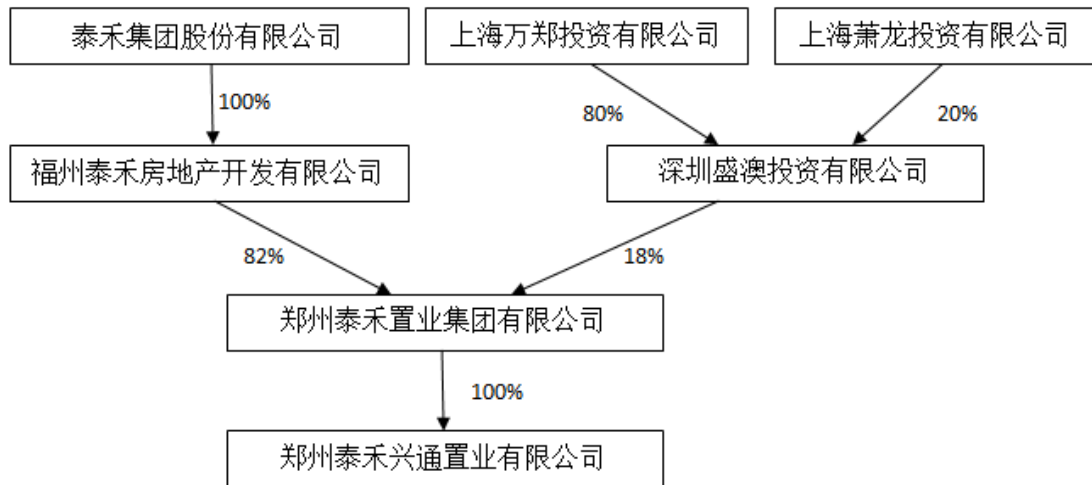 泰禾集团股份有限公司
上海万郑投资有限公司
上海萧龙投资有限公司
100%
80%
20%
福州泰禾房地产开发有限公司
深圳盛澳投资有限公司
82%
18%
郑州泰禾置业集团有限公司
100%
郑州泰禾兴通置业有限公司